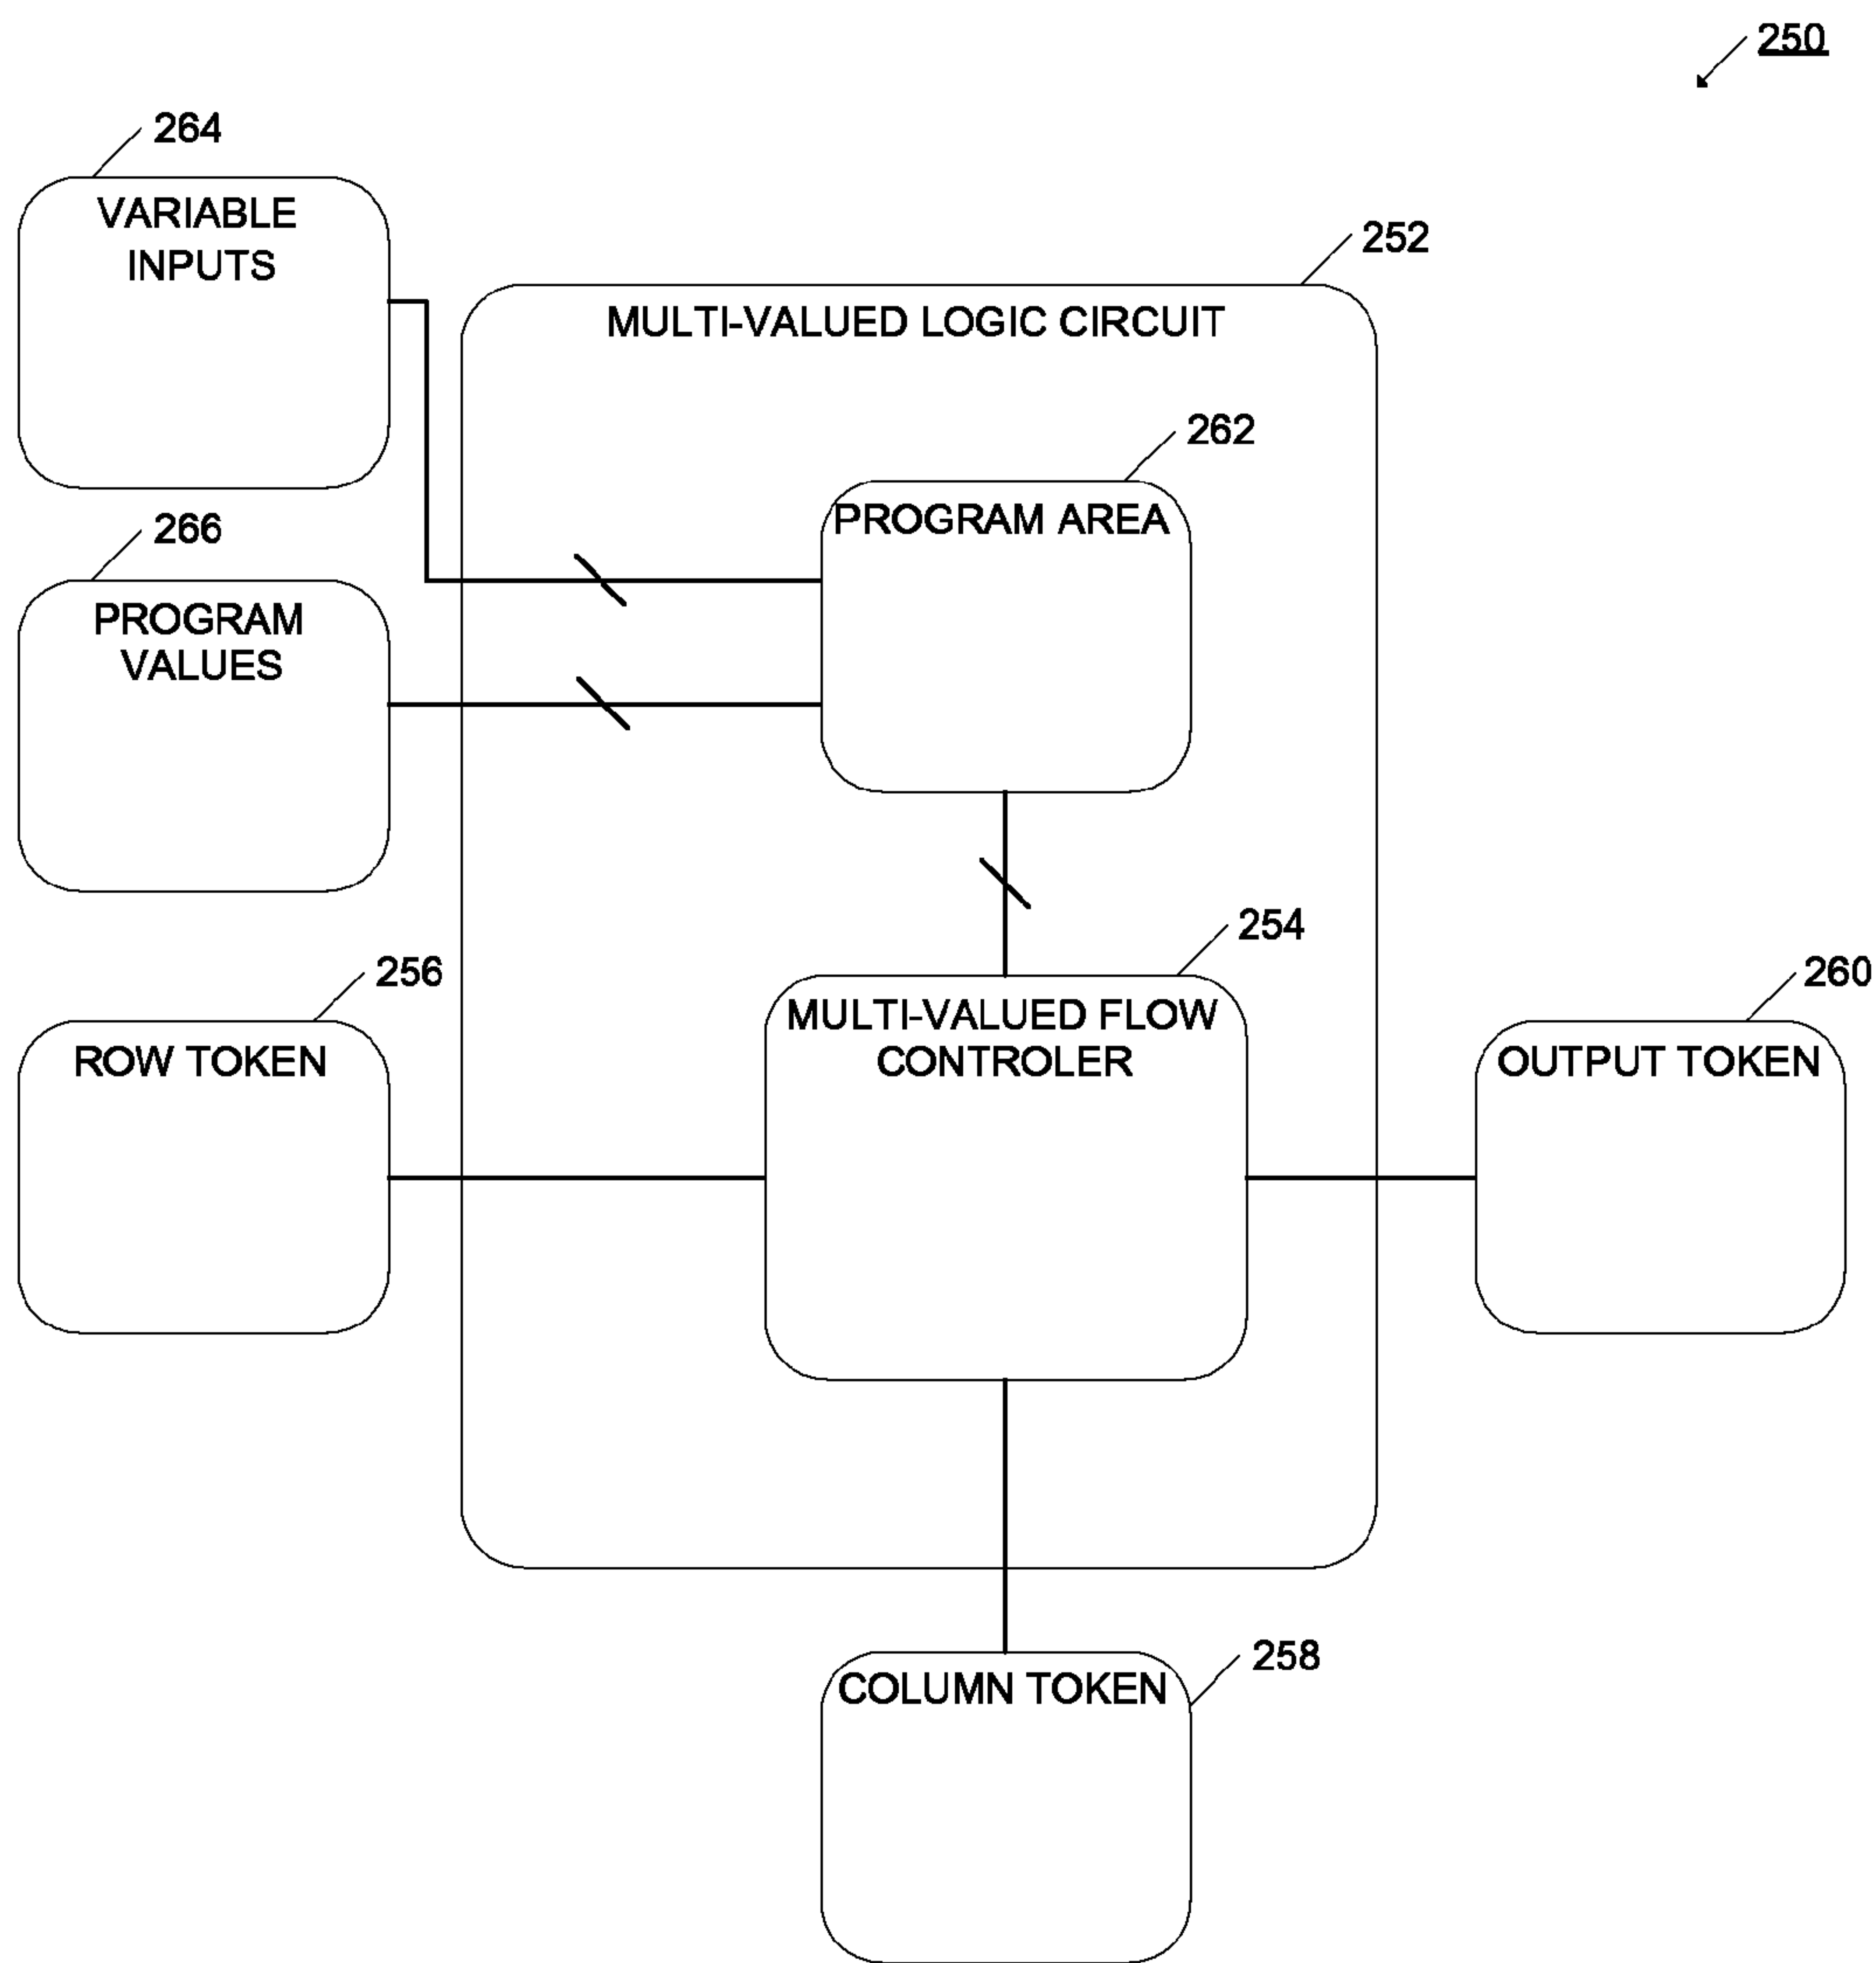 250
264
VARIABLE
INPUTS
252
MULTI-VALUED LOGIC CIRCUIT
262
PROGRAM AREA
266
PROGRAM
VALUES
254
MULTI-VALUED FLOW
CONTROLER
256
ROW TOKEN
260
OUTPUT TOKEN
258
COLUMN TOKEN